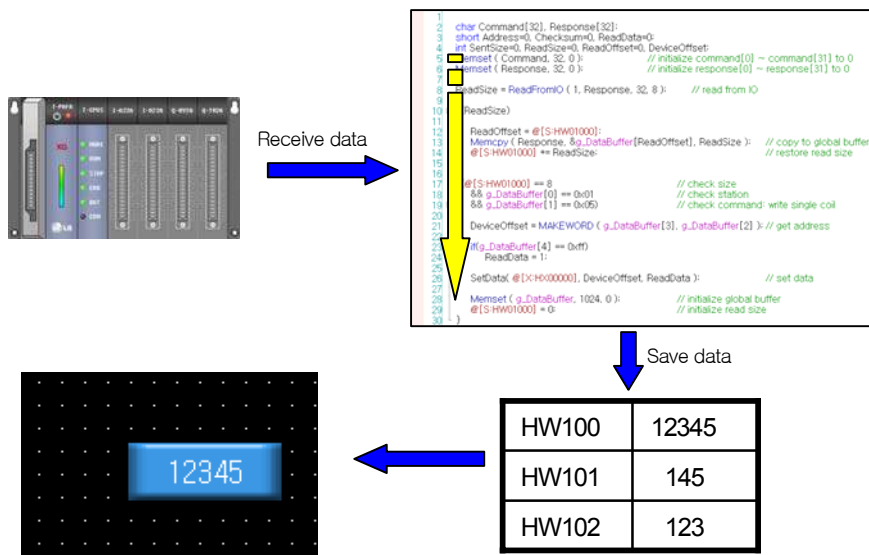 Receive data
1
2 char Command[32], Response[32];
3 short Address=0, Checksum=0, ReadData=0;
4 int SentSize=0, ReadSize=0, ReadOffset=0, DeviceOffset;
5 Memset ( Command, 32, 0 ); // initialize command[0] ~ command[31] to 0
6 Memset ( Response, 32, 0 ); // initialize response[0] ~ response[31] to 0
7
8 ReadSize = ReadFromIO ( 1, Response, 32, 8 ); // read from IO
9
10 ReadSize)
11
12 ReadOffset = @[S:HW01000];
13 Memcpy ( Response, &g_DataBuffer[ReadOffset], ReadSize ); // copy to global buffer
14 @[S:HW01000] += ReadSize; // restore read size
15
16
17 @[S:HW01000] == 8 // check size
18 && g_DataBuffer[0] == 0x01 // check station
19 && g_DataBuffer[1] == 0x05) // check command: write single coil
20
21 DeviceOffset = MAKEWORD ( g_DataBuffer[3], g_DataBuffer[2] ); // get address
22
23 if(g_DataBuffer[4] == 0xff)
24 ReadData = 1;
25
26 SetData( @[X:HX00000], DeviceOffset, ReadData ); // set data
27
28 Memset ( g_DataBuffer, 1024, 0 ); // initialize global buffer
29 @[S:HW01000] = 0; // initialize read size
30 }
Save data
12345
HW100 12345
HW101 145
HW102 123